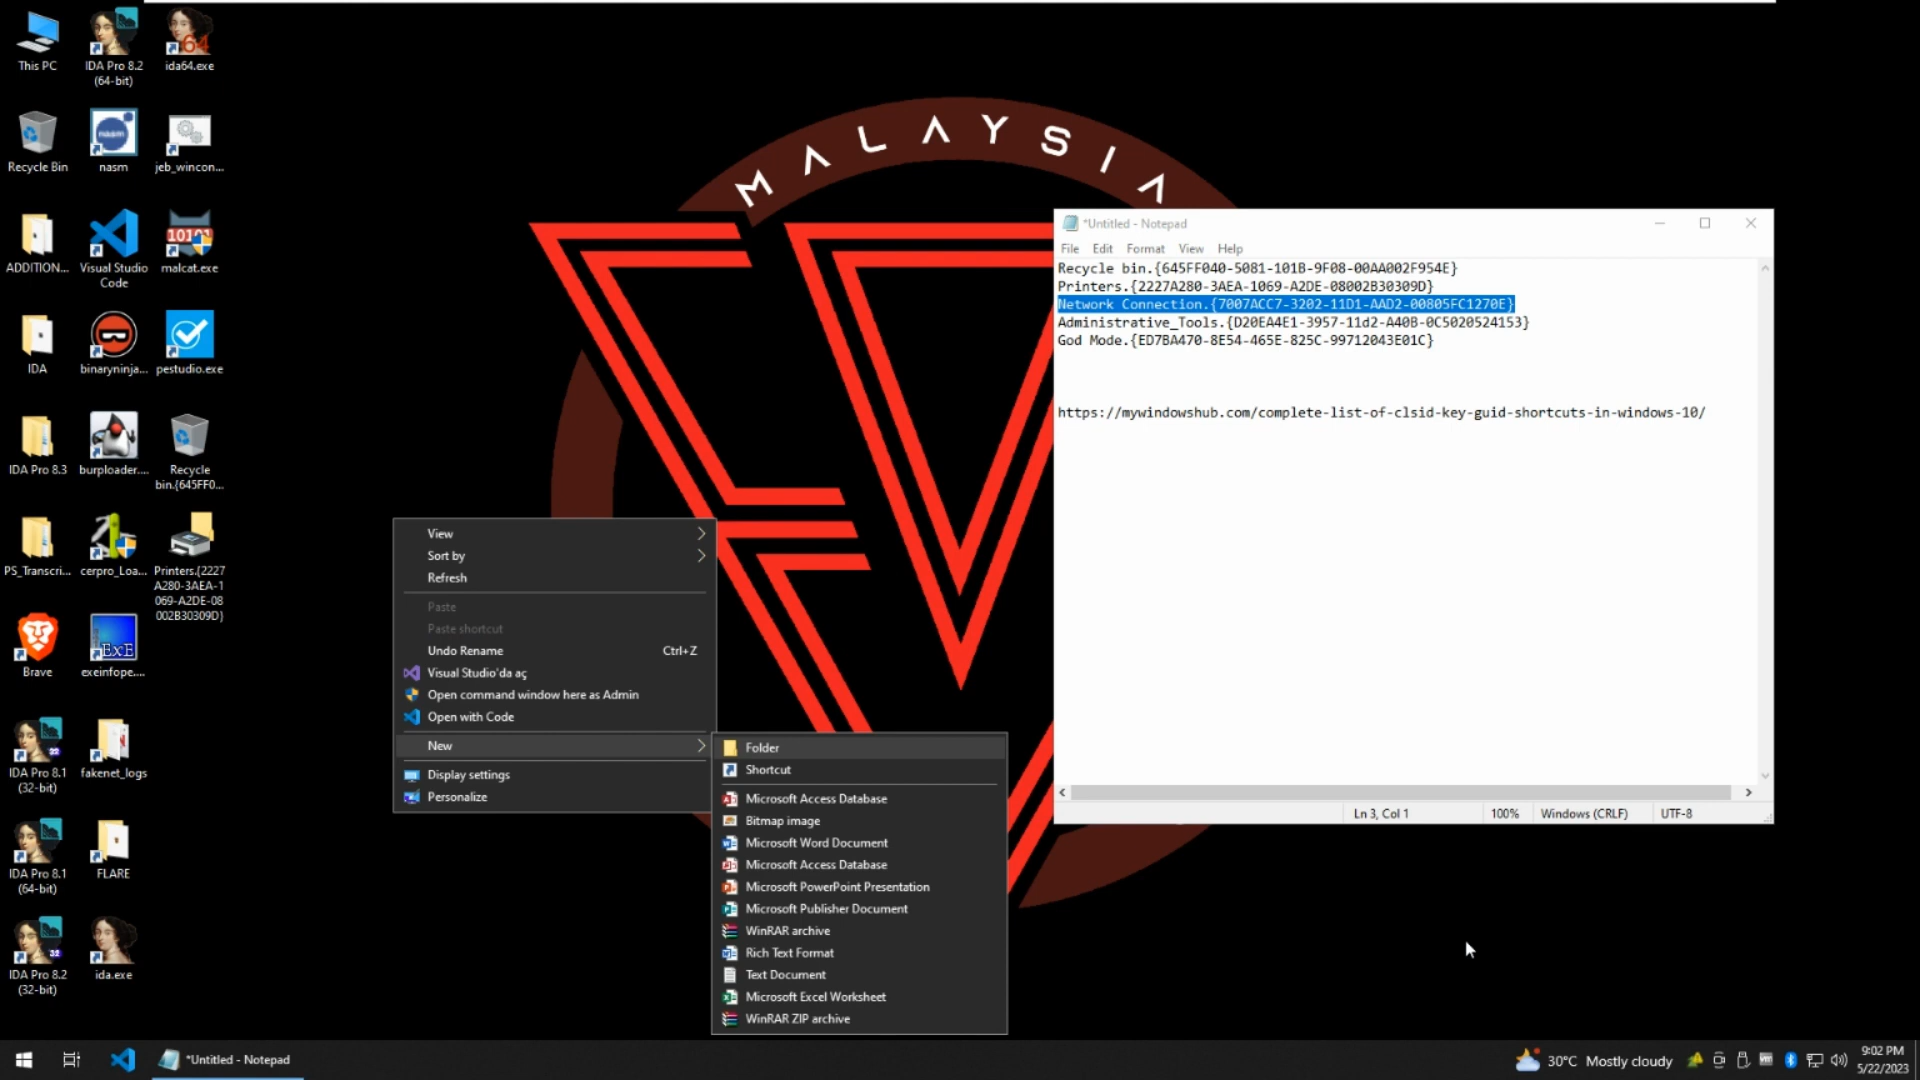 This PC
IDA Pro 8.2
(64-bit)
64
ida64.exe
Recycle Bin
nasm
nasm
jeb_wincon...
ADDITION...
Visual Studio
Code
malcat.exe
IDA
binaryninja...
pestudio.exe
IDA Pro 8.3
burploader....
Recycle
bin.{645FF0...
PS_Transcri...
cerpro_Loa...
Printers.{2227
A280-3AEA-1
069-A2DE-08
002B30309D}
Brave
ExE
exeinfope....
IDA Pro 8.1
(32-bit)
fakenet_logs
IDA Pro 8.1
(64-bit)
FLARE
IDA Pro 8.2
(32-bit)
ida.exe
MALAYSIA
*Untitled - Notepad
File Edit Format View Help
Recycle bin.{645FF040-5081-101B-9F08-00AA002F954E}
Printers.{2227A280-3AEA-1069-A2DE-08002B30309D}
Network Connection.{7007ACC7-3202-11D1-AAD2-00805FC1270E}
Administrative_Tools.{D20EA4E1-3957-11d2-A40B-0C5020524153}
God Mode.{ED7BA470-8E54-465E-825C-99712043E01C}
https://mywindowshub.com/complete-list-of-clsid-key-guid-shortcuts-in-windows-10/
Ln 3, Col 1 100% Windows (CRLF) UTF-8
View
Sort by
Refresh
Paste
Paste shortcut
Undo Rename Ctrl+Z
Visual Studio'da aç
Open command window here as Admin
Open with Code
New
Display settings
Personalize
Folder
Shortcut
Microsoft Access Database
Bitmap image
Microsoft Word Document
Microsoft Access Database
Microsoft PowerPoint Presentation
Microsoft Publisher Document
WinRAR archive
Rich Text Format
Text Document
Microsoft Excel Worksheet
WinRAR ZIP archive
*Untitled - Notepad
30°C Mostly cloudy
9:02 PM
5/22/2023